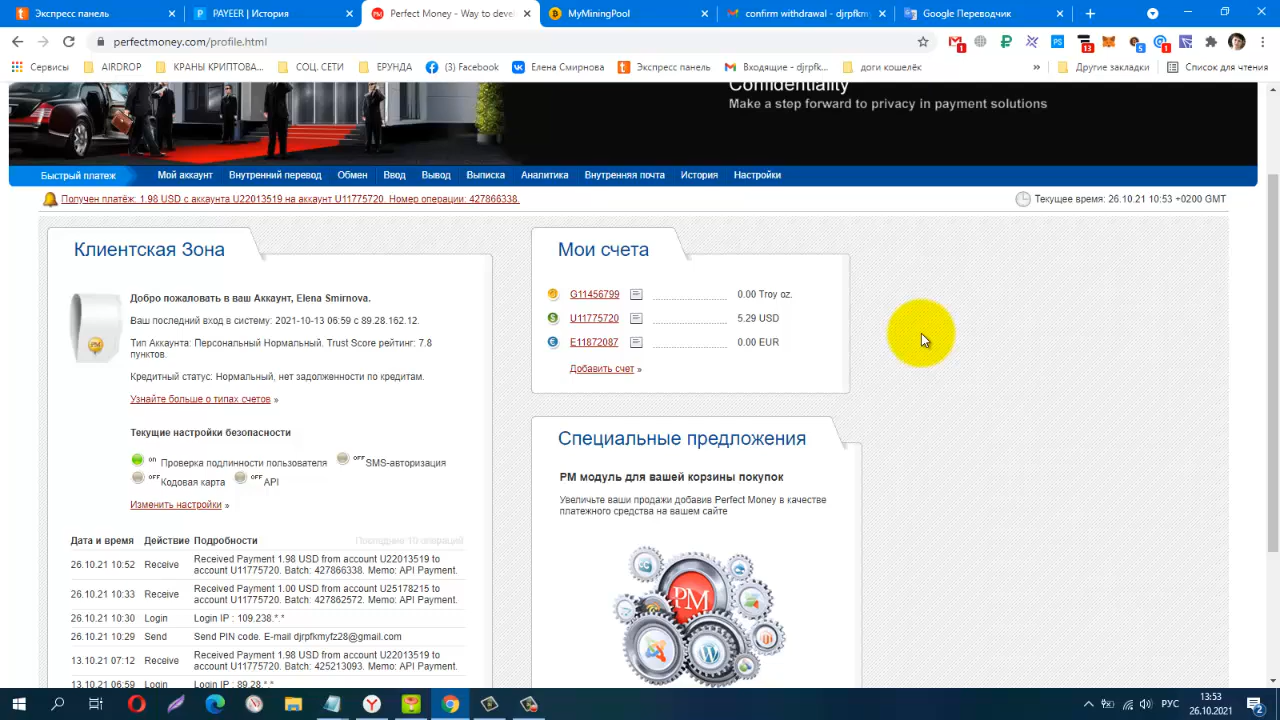 Экспресс панель
PAYEER | История
Perfect Money - Way to deve
MyMiningPool
confirm withdrawal - djrpfkm
Google Переводчик
perfectmoney.com/profile.html
Сервисы
AIRDROP
КРАНЫ КРИПТОВА...
СОЦ. СЕТИ
ЕРУНДА
(3) Facebook
Елена Смирнова
Экспресс панель
Входящие - djrpfk...
доги кошелёк
»
Другие закладки
Список для чтения
Confidentiality
Make a step forward to privacy in payment solutions
Быстрый платеж
Мой аккаунт
Внутренний перевод
Обмен
Ввод
Вывод
Выписка
Аналитика
Внутренняя почта
История
Настройки
Получен платёж: 1.98 USD с аккаунта U22013519 на аккаунт U11775720. Номер операции: 427866338.
Текущее время: 26.10.21 10:53 +0200 GMT
Клиентская Зона
Добро пожаловать в ваш Аккаунт, Elena Smirnova.
Ваш последний вход в систему: 2021-10-13 06:59 с 89.28.162.12.
Тип Аккаунта: Персональный Нормальный. Trust Score рейтинг: 7.8
пунктов.
Кредитный статус: Нормальный, нет задолженности по кредитам.
Узнайте больше о типах счетов »
Текущие настройки безопасности
on Проверка подлинности пользователя
OFF SMS-авторизация
OFF Кодовая карта
OFF API
Изменить настройки »
Дата и время Действие Подробности Последние 10 операций
26.10.21 10:52 Receive Received Payment 1.98 USD from account U22013519 to
account U11775720. Batch: 427866338. Memo: API Payment.
26.10.21 10:33 Receive Received Payment 1.00 USD from account U25178215 to
account U11775720. Batch: 427862572. Memo: API Payment.
26.10.21 10:30 Login Login IP : 109.238.*.*
26.10.21 10:29 Send Send PIN code. E-mail djrpfkmyfz28@gmail.com
13.10.21 07:12 Receive Received Payment 1.98 USD from account U22013519 to
account U11775720. Batch: 425213093. Memo: API Payment.
13.10.21 06:59 Login Login IP : 89.28.*.*
Мои счета
G11456799 0.00 Troy oz.
U11775720 5.29 USD
E11872087 0.00 EUR
Добавить счет »
Специальные предложения
PM модуль для вашей корзины покупок
Увеличьте ваши продажи добавив Perfect Money в качестве
платежного средства на вашем сайте
PM
РУС
13:53
26.10.2021